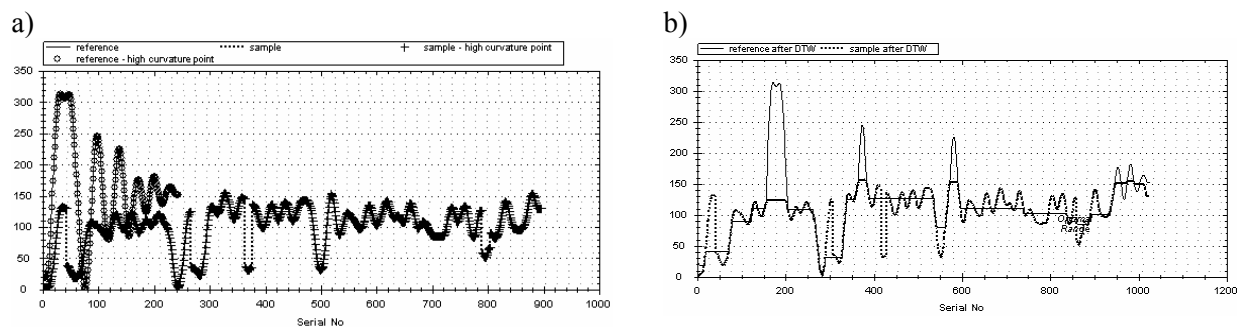 a)
reference
sample
sample - high curvature point
reference - high curvature point
350
300
250
200
150
100
50
0
0 100 200 300 400 500 600 700 800 900 1000
Serial No
b)
reference after DTW
sample after DTW
350
300
250
200
150
100
50
0
Range
0 200 400 600 800 1000 1200
Serial No